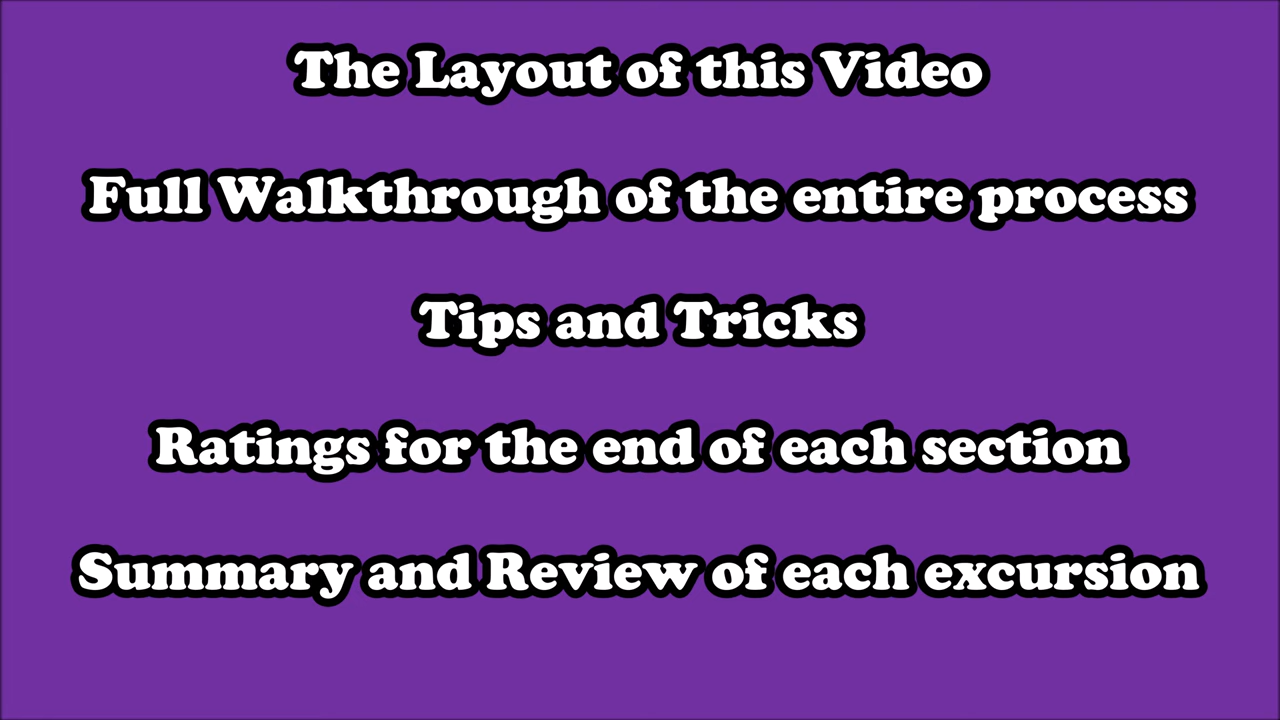 The Layout of this Video
Full Walkthrough of the entire process
Tips and Tricks
Ratings for the end of each section
Summary and Review of each excursion